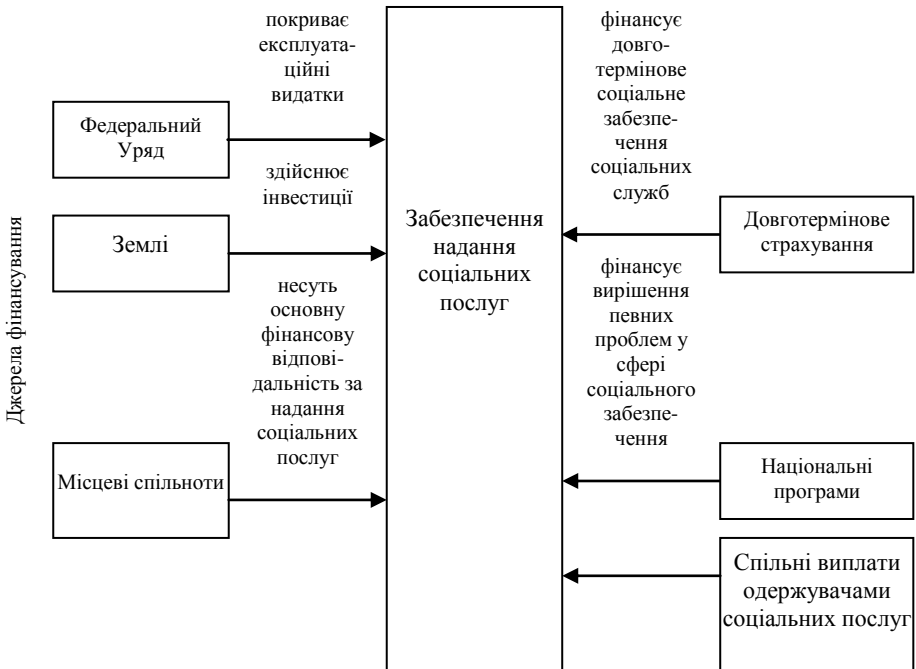 Джерела фінансування
покриває
експлуата-
ційні
видатки
Федеральний
Уряд
здійснює
інвестиції
Землі
несуть
основну
фінансову
відпові-
дальність за
надання
соціальних
послуг
Місцеві спільноти
Забезпечення
надання
соціальних
послуг
фінансує
довго-
термінове
соціальне
забезпе-
чення
соціальних
служб
Довготермінове
страхування
фінансує
вирішення
певних
проблем у
сфері
соціального
забезпе-
чення
Національні
програми
Спільні виплати
одержувачами
соціальних послуг